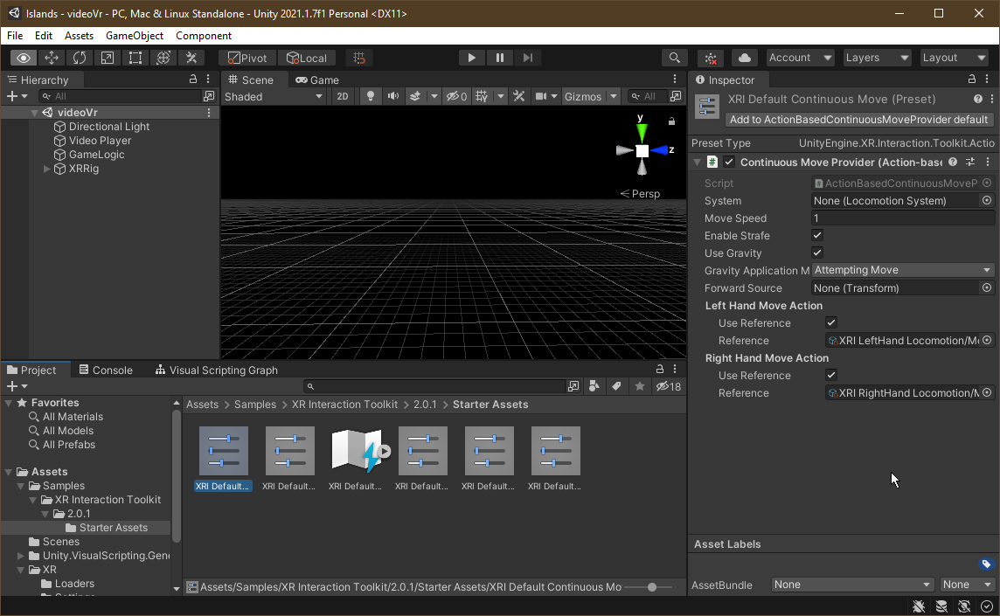 Islands - videoVr - PC, Mac & Linux Standalone - Unity 2021.1.7f1 Personal <DX11>
File Edit Assets GameObject Component
Pivot Local Account Layers Layout
Hierarchy
All
videoVr
Directional Light
Video Player
GameLogic
XRRig
Scene Game
Shaded 2D 0 Gizmos All
y
z
Persp
Inspector
XRI Default Continuous Move (Preset)
Add to ActionBasedContinuousMoveProvider default
Preset Type UnityEngine.XR.Interaction.Toolkit.Actio
# Continuous Move Provider (Action-base
Script ActionBasedContinuousMoveP
System None (Locomotion System)
Move Speed 1
Enable Strafe
Use Gravity
Gravity Application M Attempting Move
Forward Source None (Transform)
Left Hand Move Action
Use Reference
Reference XRI LeftHand Locomotion/Mo
Right Hand Move Action
Use Reference
Reference XRI RightHand Locomotion/M
Asset Labels
AssetBundle None None
Project Console Visual Scripting Graph
18
Favorites
All Materials
All Models
All Prefabs
Assets
Samples
XR Interaction Toolkit
2.0.1
Starter Assets
Scenes
Unity.VisualScripting.Gene
XR
Loaders
Assets > Samples > XR Interaction Toolkit > 2.0.1 > Starter Assets
XRI Default... XRI Default... XRI Default... XRI Default... XRI Default... XRI Default...
Assets/Samples/XR Interaction Toolkit/2.0.1/Starter Assets/XRI Default Continuous Mo